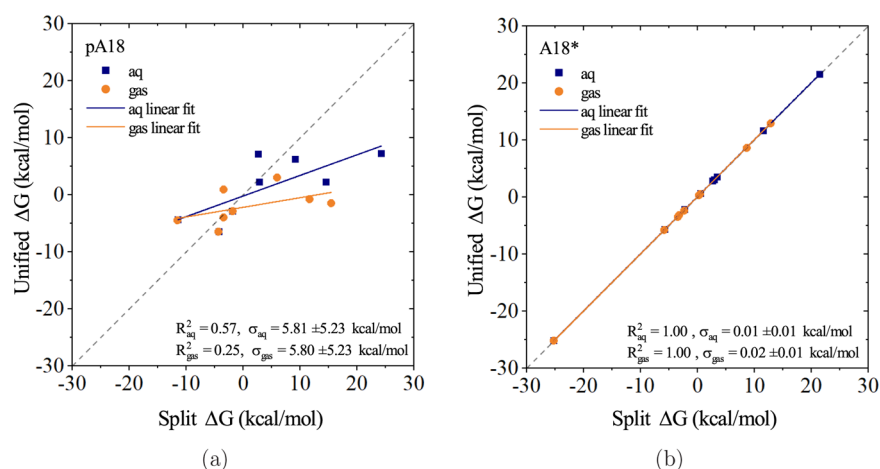 pA18
aq
gas
aq linear fit
gas linear fit
30
20
10
0
-10
-20
-30
Unified ΔG (kcal/mol)
R²aq = 0.57, σaq = 5.81 ±5.23 kcal/mol
R²gas = 0.25, σgas = 5.80 ±5.23 kcal/mol
-30 -20 -10 0 10 20 30
Split ΔG (kcal/mol)
(a)
A18*
aq
gas
aq linear fit
gas linear fit
30
20
10
0
-10
-20
-30
Unified ΔG (kcal/mol)
R²aq = 1.00 , σaq = 0.01 ±0.01 kcal/mol
R²gas = 1.00 , σgas = 0.02 ±0.01 kcal/mol
-30 -20 -10 0 10 20 30
Split ΔG (kcal/mol)
(b)